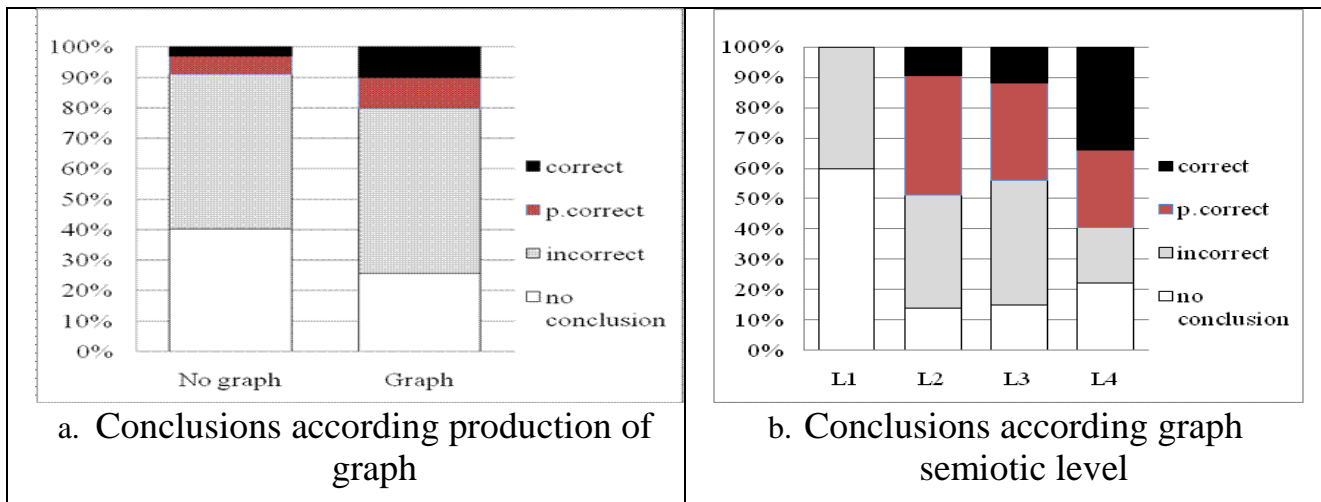 100%
90%
80%
70%
60%
50%
40%
30%
20%
10%
0%
No graph Graph
correct
p.correct
incorrect
no
conclusion
a. Conclusions according production of
graph
100%
90%
80%
70%
60%
50%
40%
30%
20%
10%
0%
L1 L2 L3 L4
correct
p.correct
incorrect
no
conclusion
b. Conclusions according graph
semiotic level